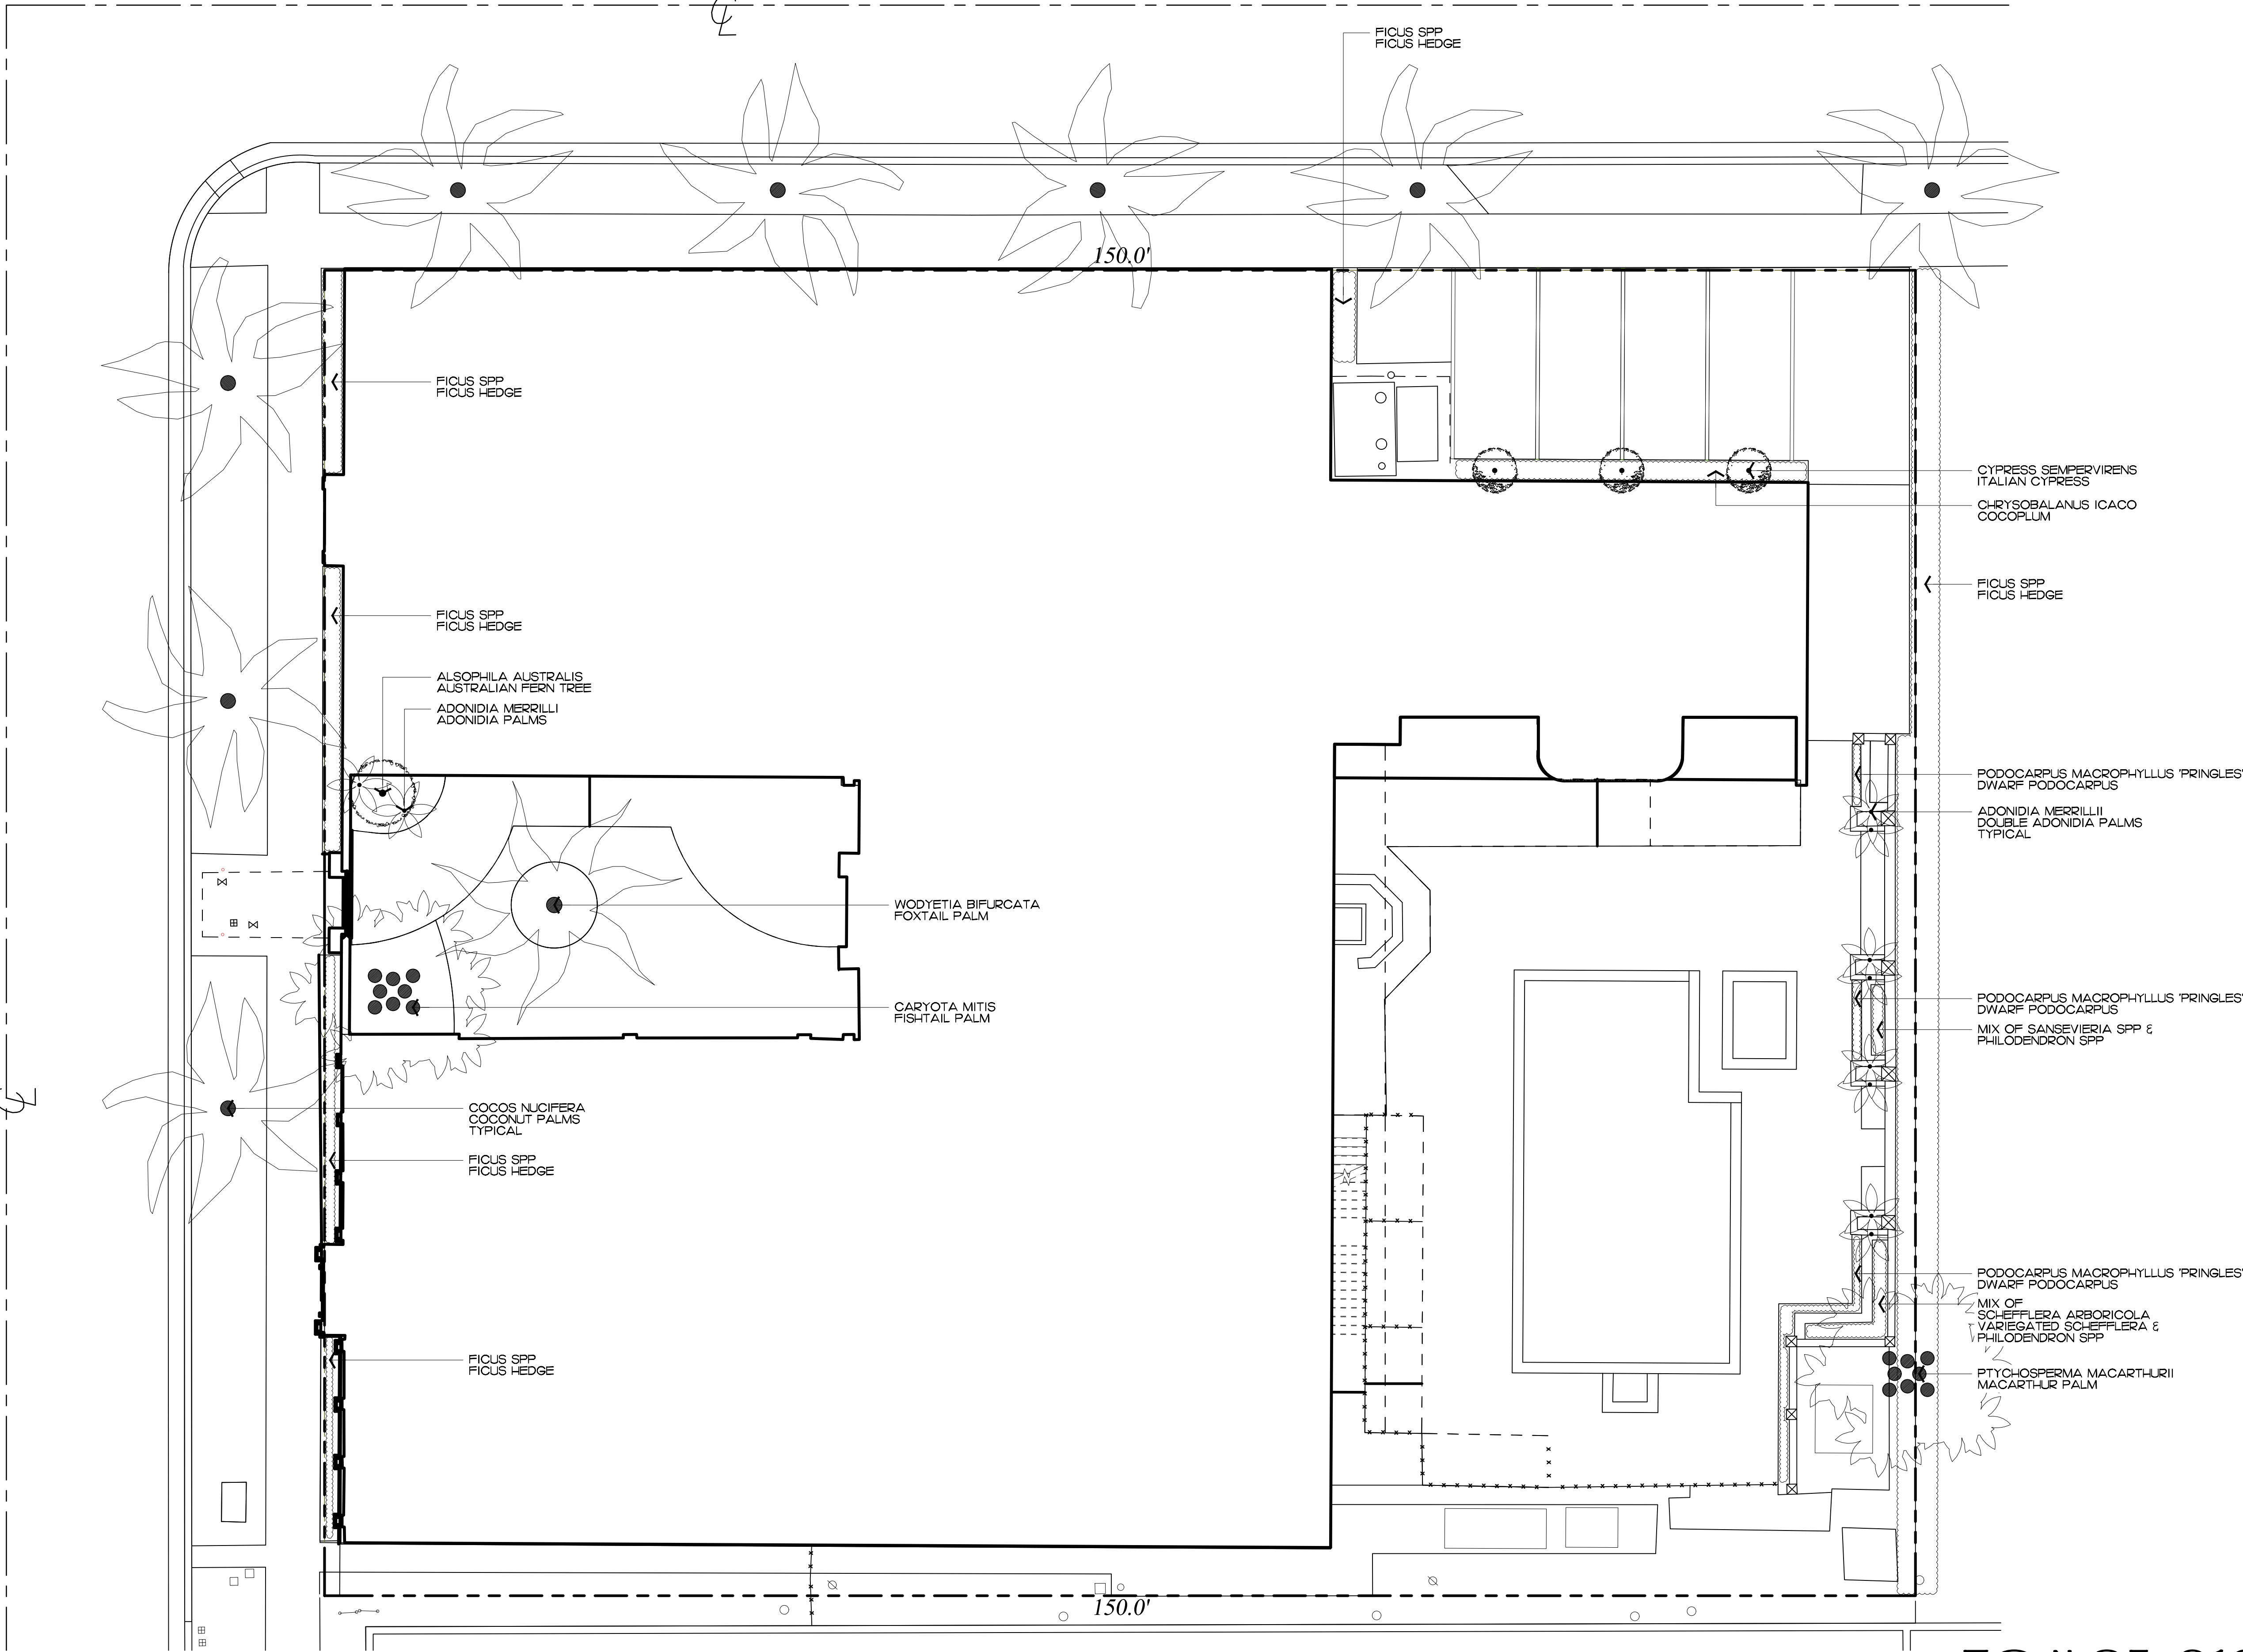 FICUS SPP
FICUS HEDGE
150.0'
FICUS SPP
FICUS HEDGE
CYPRESS SEMPERVIRENS
ITALIAN CYPRESS
CHRYSOBALANUS ICACO
COCOPLUM
FICUS SPP
FICUS HEDGE
FICUS SPP
FICUS HEDGE
ALSOPHILA AUSTRALIS
AUSTRALIAN FERN TREE
ADONIDIA MERRILLI
ADONIDIA PALMS
PODOCARPUS MACROPHYLLUS 'PRINGLES'
DWARF PODOCARPUS
ADONIDIA MERRILLII
DOUBLE ADONIDIA PALMS
TYPICAL
WODYETIA BIFURCATA
FOXTAIL PALM
CARYOTA MITIS
FISHTAIL PALM
PODOCARPUS MACROPHYLLUS 'PRINGLES'
DWARF PODOCARPUS
MIX OF SANSEVIERIA SPP &
PHILODENDRON SPP
COCOS NUCIFERA
COCONUT PALMS
TYPICAL
FICUS SPP
FICUS HEDGE
PODOCARPUS MACROPHYLLUS 'PRINGLES'
DWARF PODOCARPUS
MIX OF
SCHEFFLERA ARBORICOLA
VARIEGATED SCHEFFLERA &
PHILODENDRON SPP
FICUS SPP
FICUS HEDGE
PTYCHOSPERMA MACARTHURII
MACARTHUR PALM
150.0'